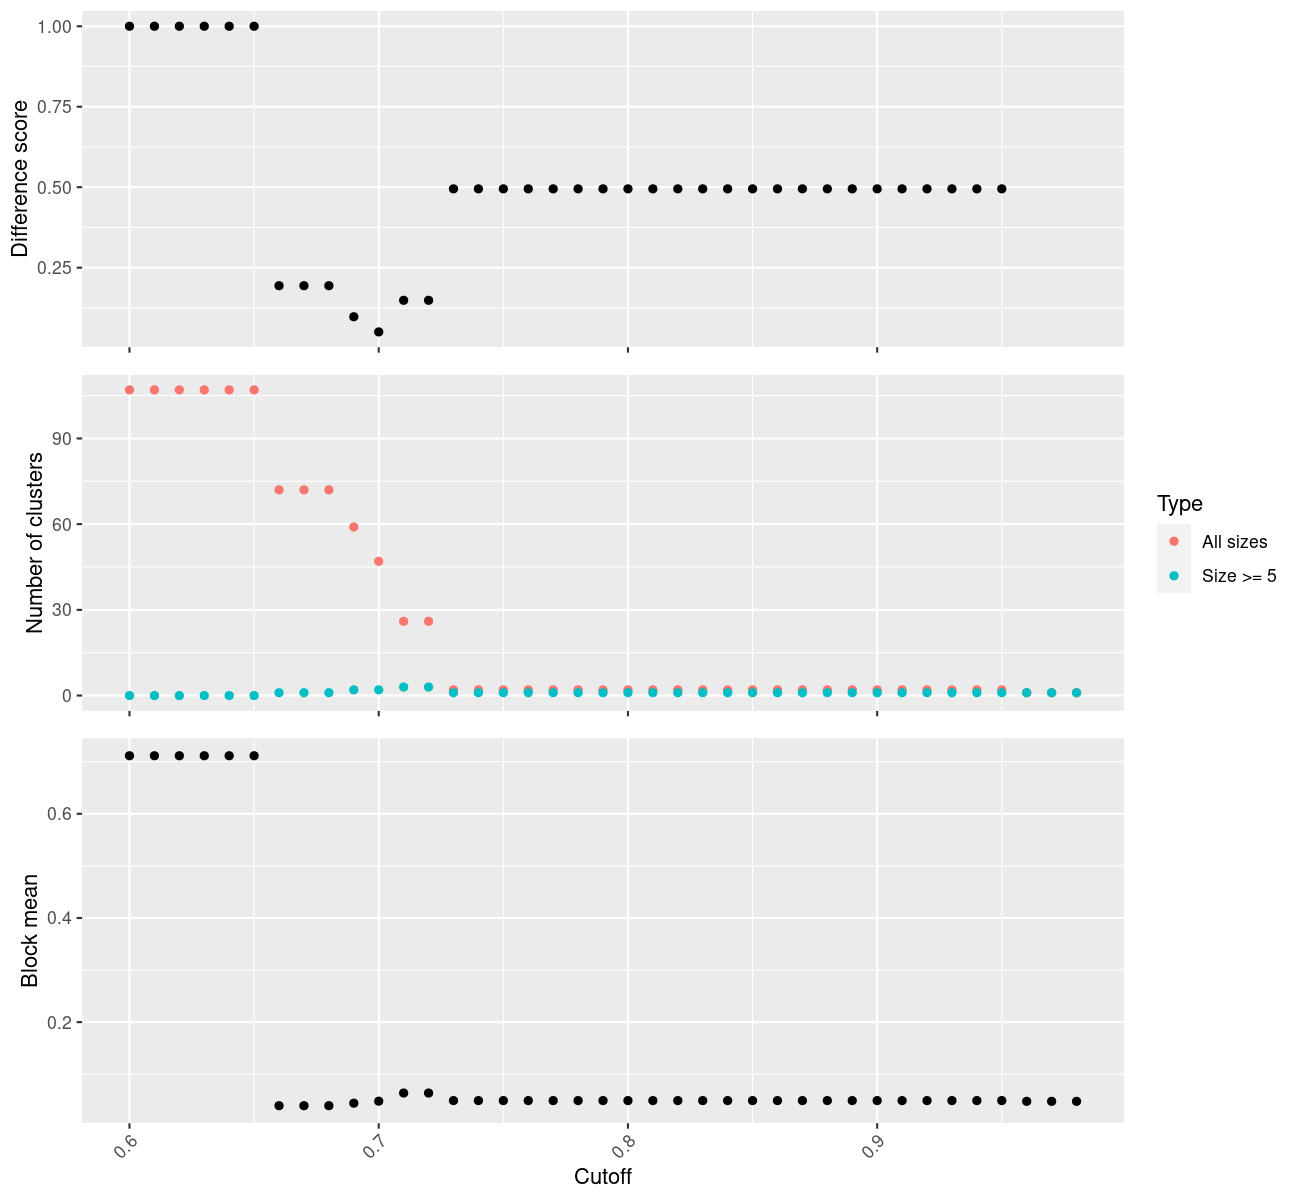 1.00
0.75
0.50
0.25
Difference score
90
60
30
0
Number of clusters
Type
All sizes
Size >= 5
0.6
0.4
0.2
Block mean
0.6 0.7 0.8 0.9
Cutoff